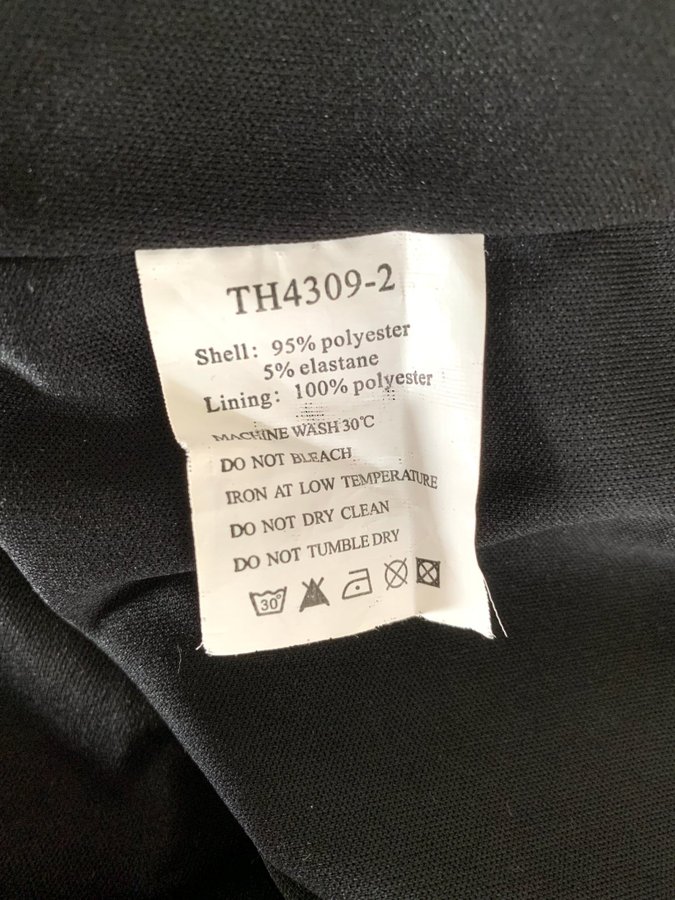 TH4309-2
Shell: 95% polyester
5% elastane
Lining: 100% polyester
MACHINE WASH 30℃
DO NOT BLEACH
IRON AT LOW TEMPERATURE
DO NOT DRY CLEAN
DO NOT TUMBLE DRY
30°